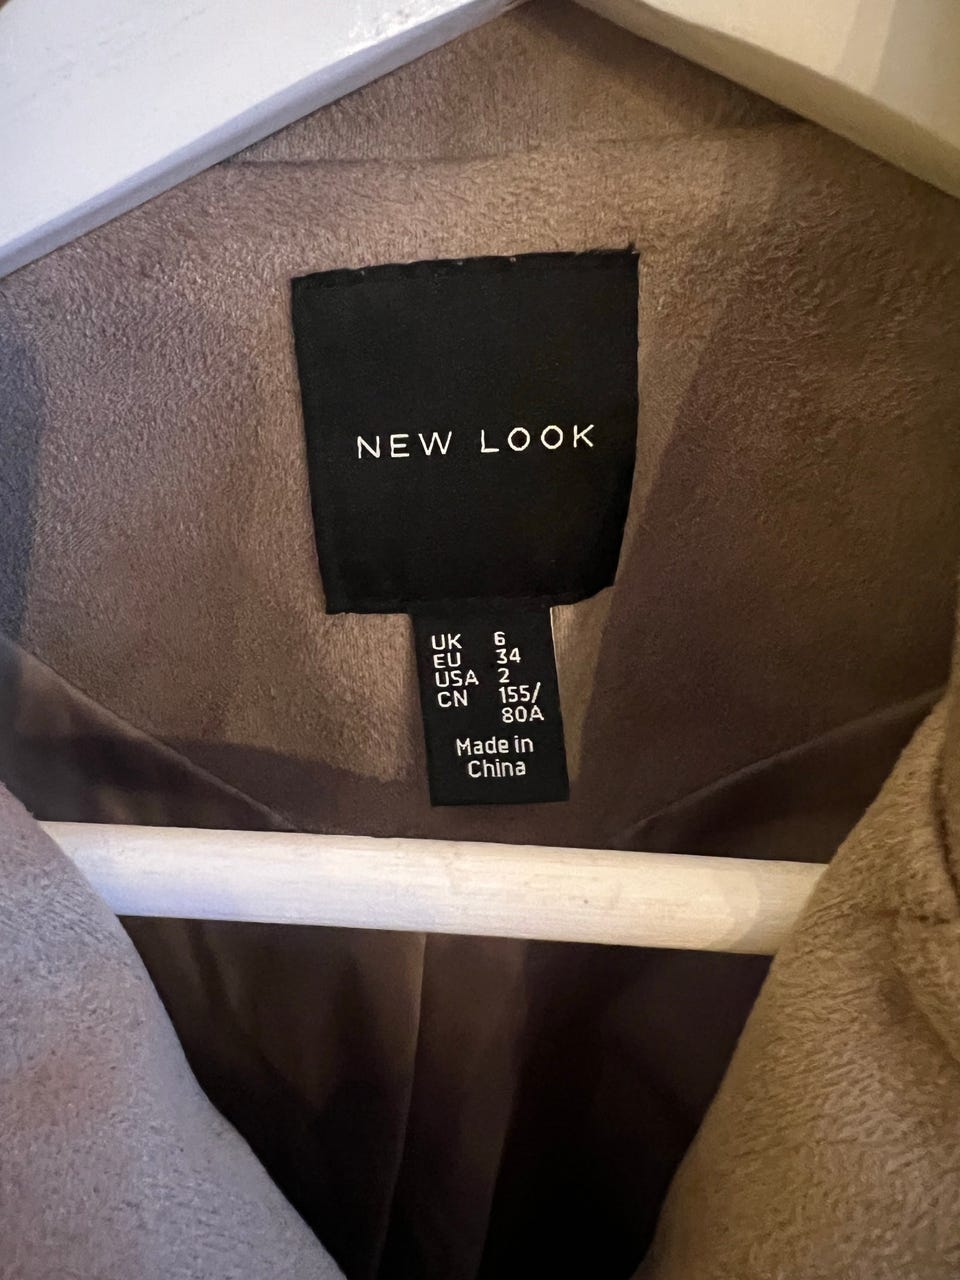 NEW LOOK
UK 6
EU 34
USA 2
CN 155/
80A
Made in
China